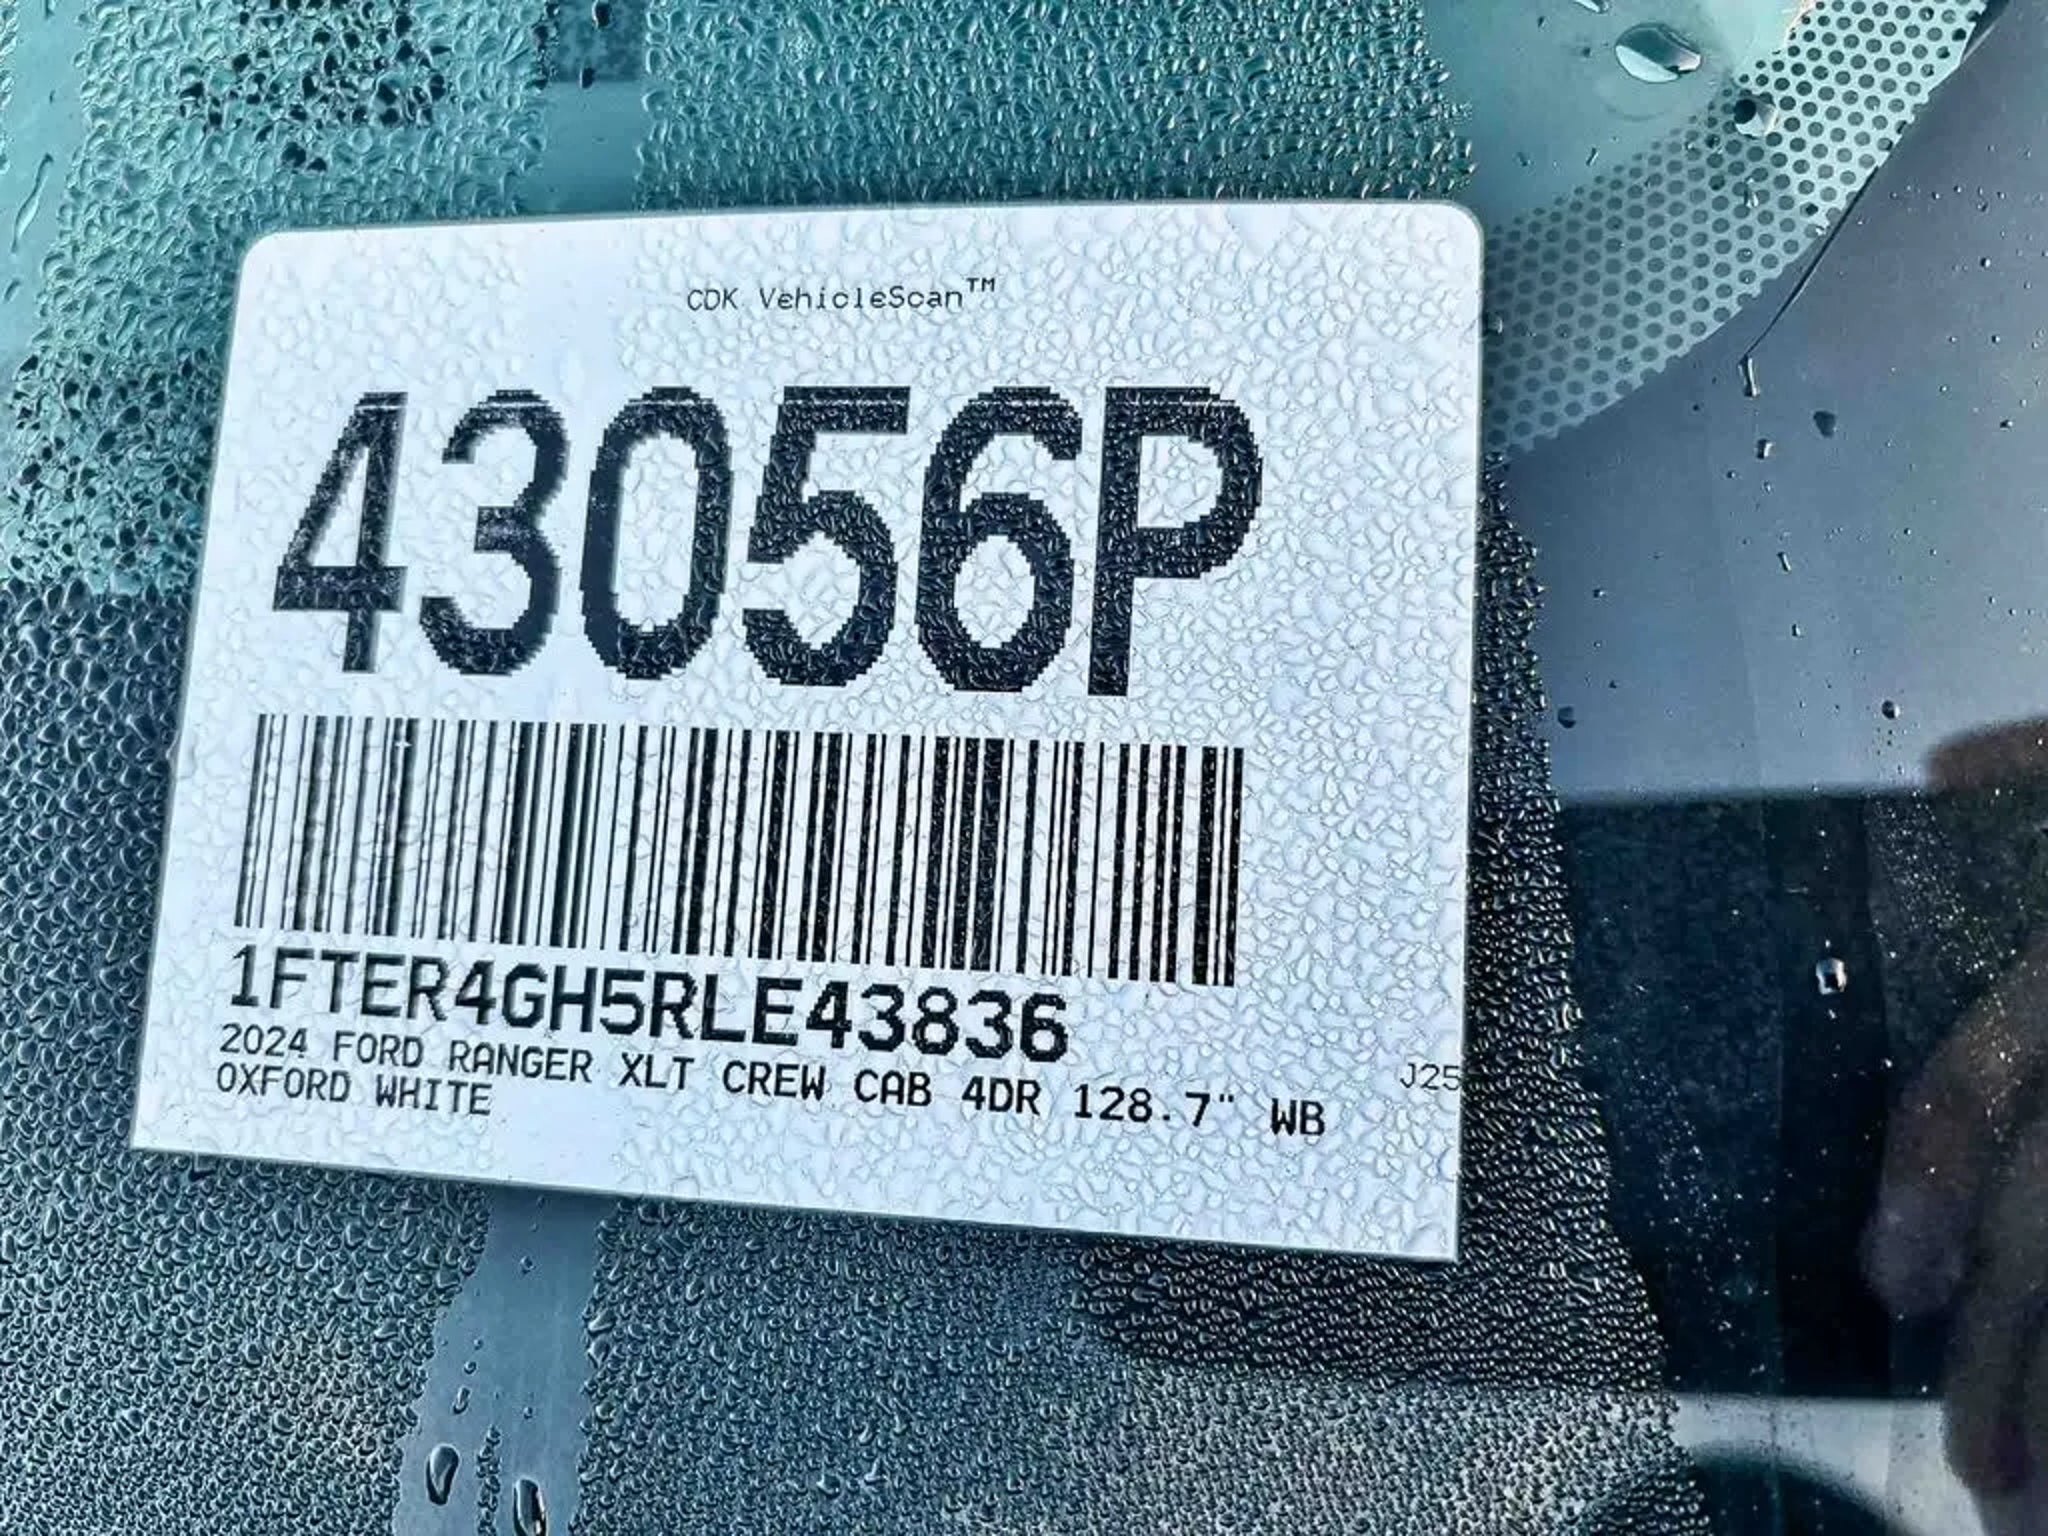 CDK VehicleScan™
43056P
1FTER4GH5RLE43836
2024 FORD RANGER XLT CREW CAB 4DR 128.7" WB
OXFORD WHITE
J25